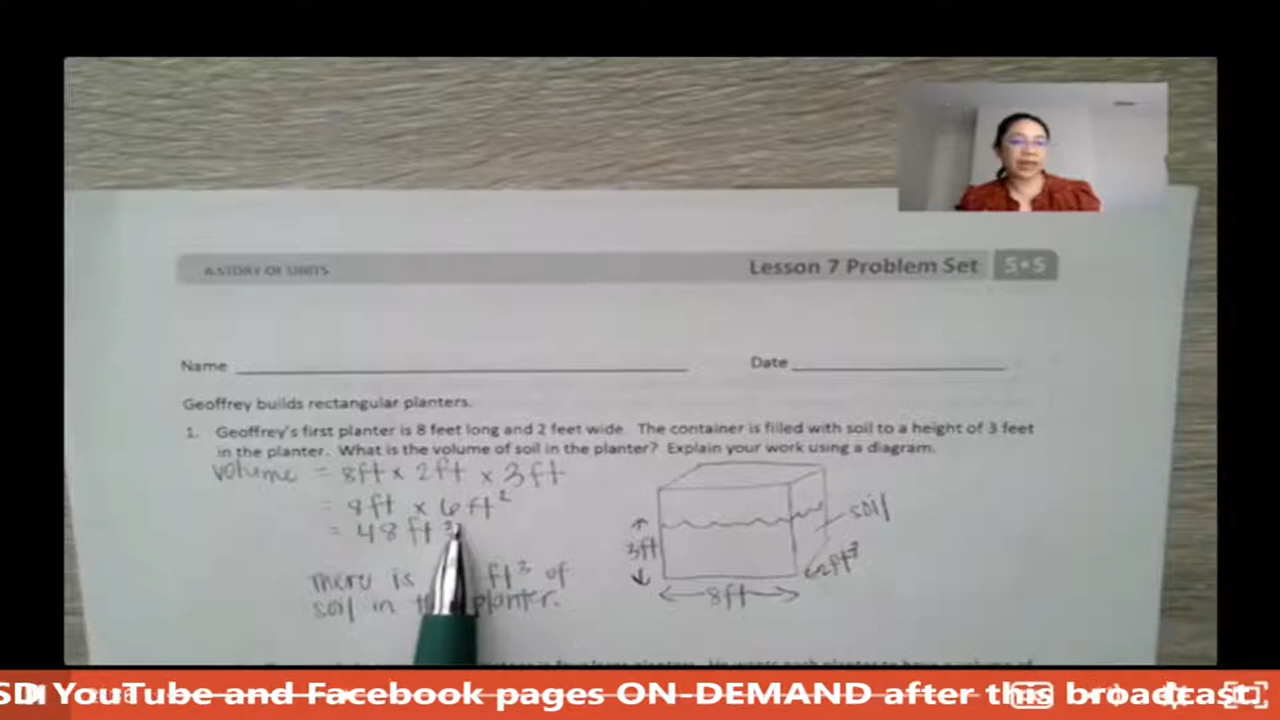 A STORY OF UNITS
Lesson 7 Problem Set 5•5
Name
Date
Geoffrey builds rectangular planters.
1. Geoffrey's first planter is 8 feet long and 2 feet wide. The container is filled with soil to a height of 3 feet
in the planter. What is the volume of soil in the planter? Explain your work using a diagram.
volume = 8ft x 2ft x 3ft
= 8ft x 6ft²
= 48 ft
There is ft³ of
soil in planter.
soil
3ft
2ft³
8ft
YouTube and Facebook pages ON-DEMAND after this broadcast.